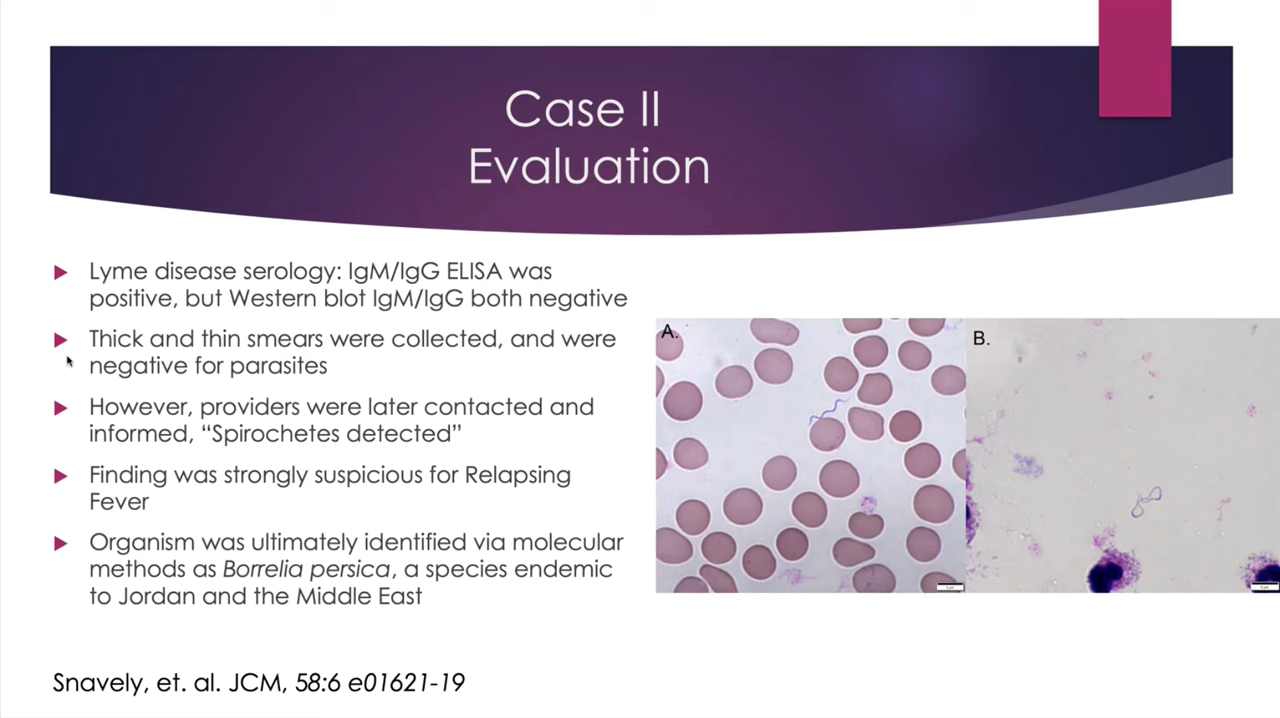 Case II
Evaluation
Lyme disease serology: IgM/IgG ELISA was
positive, but Western blot IgM/IgG both negative
Thick and thin smears were collected, and were
negative for parasites
However, providers were later contacted and
informed, “Spirochetes detected”
Finding was strongly suspicious for Relapsing
Fever
Organism was ultimately identified via molecular
methods as Borrelia persica, a species endemic
to Jordan and the Middle East
A.
B.
Snavely, et. al. JCM, 58:6 e01621-19